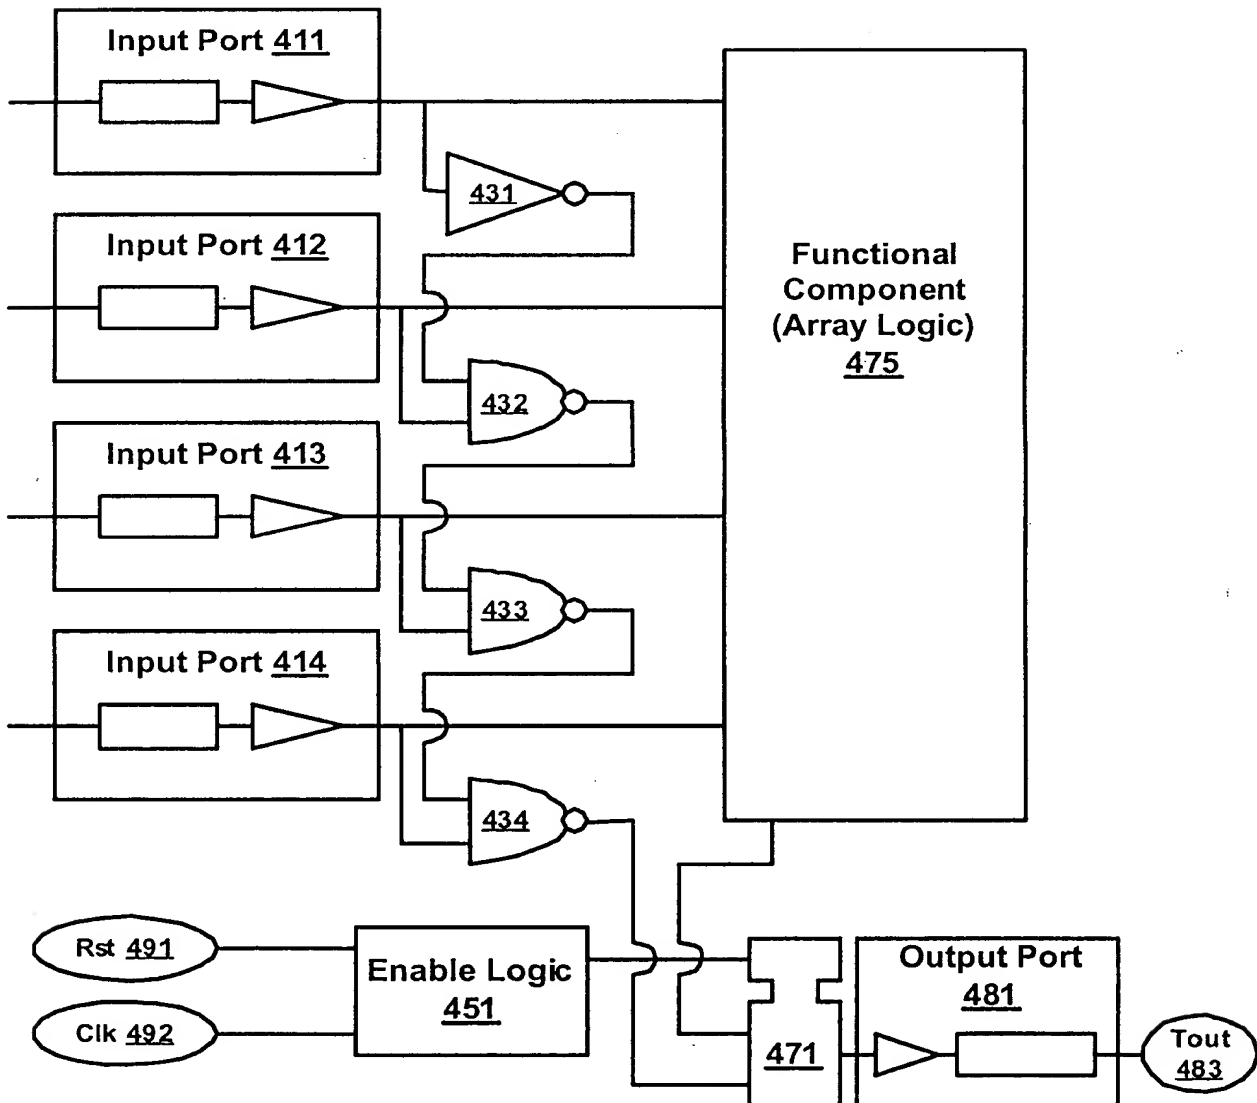 Input Port 411
431
Input Port 412
432
Input Port 413
433
Input Port 414
434
Functional
Component
(Array Logic)
475
Rst 491
Clk 492
Enable Logic
451
471
Output Port
481
Tout
483